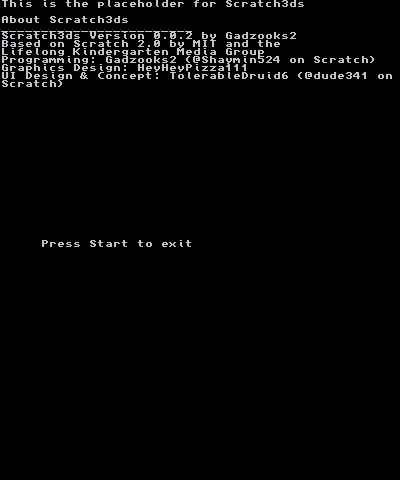 This is the placeholder for Scratch3ds
About Scratch3ds
Scratch3ds Version 0.0.2 by Gadzooks2
Based on Scratch 2.0 by MIT and the
Lifelong Kindergarten Media Group
Programming: Gadzooks2 (@Shaymin524 on Scratch)
Graphics Design: HeyHeyPizza111
UI Design & Concept: TolerableDruid6 (@dude341 on
Scratch)
Press Start to exit